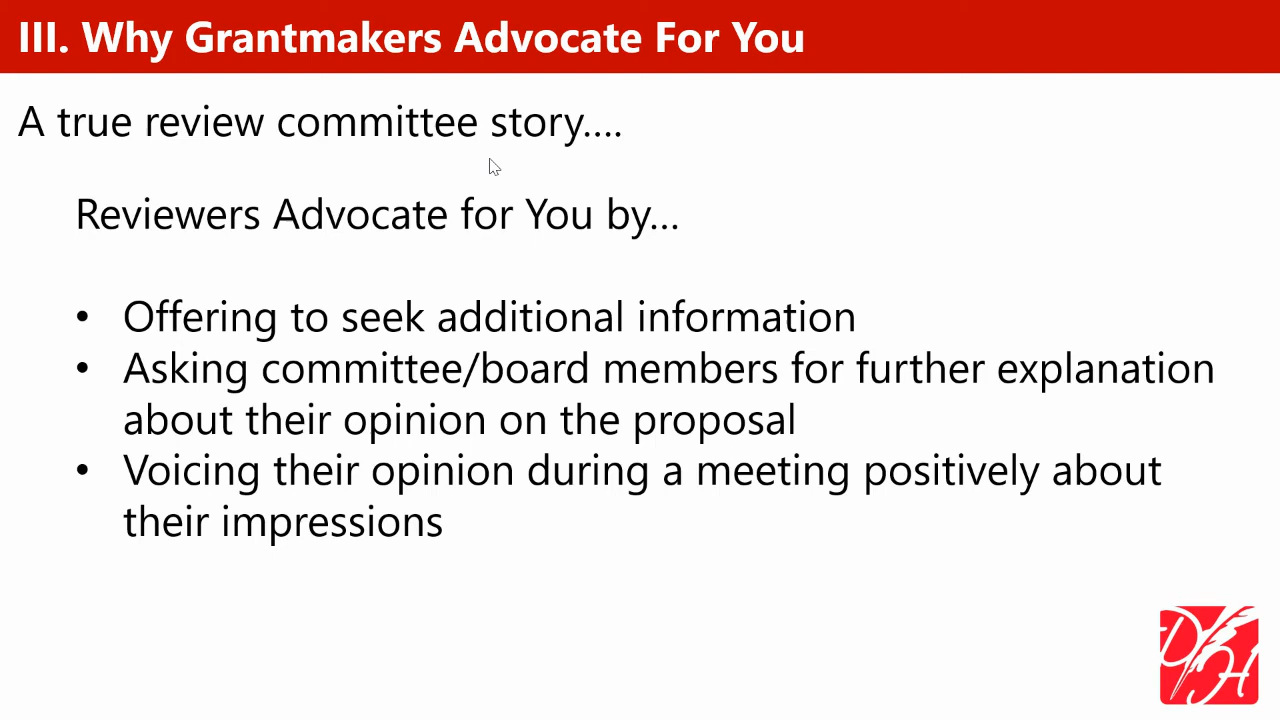 III. Why Grantmakers Advocate For You
A true review committee story....
Reviewers Advocate for You by...
• Offering to seek additional information
• Asking committee/board members for further explanation
about their opinion on the proposal
• Voicing their opinion during a meeting positively about
their impressions
DH